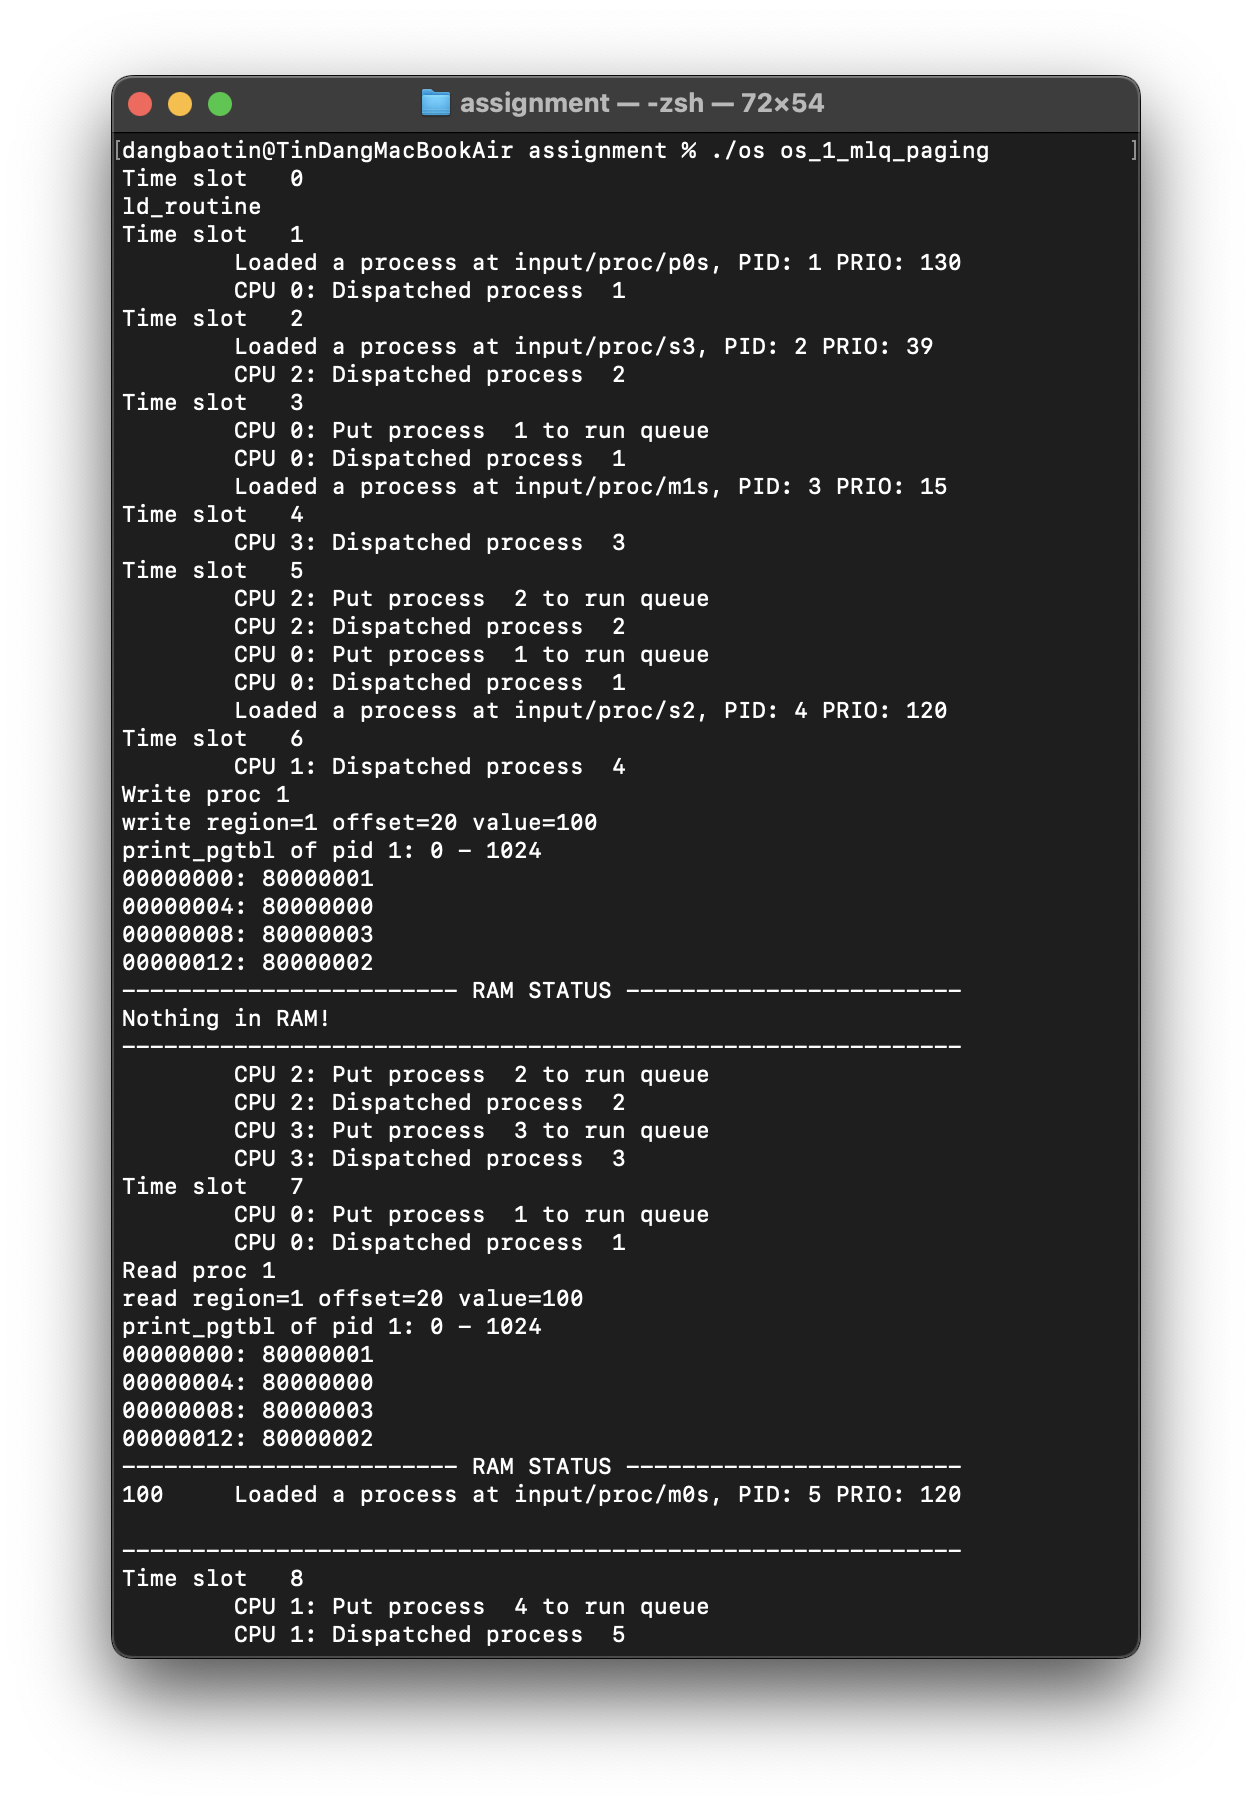 assignment — -zsh — 72×54
[dangbaotin@TinDangMacBookAir assignment % ./os os_1_mlq_paging ]
Time slot   0
ld_routine
Time slot   1
        Loaded a process at input/proc/p0s, PID: 1 PRIO: 130
        CPU 0: Dispatched process  1
Time slot   2
        Loaded a process at input/proc/s3, PID: 2 PRIO: 39
        CPU 2: Dispatched process  2
Time slot   3
        CPU 0: Put process  1 to run queue
        CPU 0: Dispatched process  1
        Loaded a process at input/proc/m1s, PID: 3 PRIO: 15
Time slot   4
        CPU 3: Dispatched process  3
Time slot   5
        CPU 2: Put process  2 to run queue
        CPU 2: Dispatched process  2
        CPU 0: Put process  1 to run queue
        CPU 0: Dispatched process  1
        Loaded a process at input/proc/s2, PID: 4 PRIO: 120
Time slot   6
        CPU 1: Dispatched process  4
Write proc 1
write region=1 offset=20 value=100
print_pgtbl of pid 1: 0 - 1024
00000000: 80000001
00000004: 80000000
00000008: 80000003
00000012: 80000002
------------------------ RAM STATUS ------------------------
Nothing in RAM!
------------------------------------------------------------
        CPU 2: Put process  2 to run queue
        CPU 2: Dispatched process  2
        CPU 3: Put process  3 to run queue
        CPU 3: Dispatched process  3
Time slot   7
        CPU 0: Put process  1 to run queue
        CPU 0: Dispatched process  1
Read proc 1
read region=1 offset=20 value=100
print_pgtbl of pid 1: 0 - 1024
00000000: 80000001
00000004: 80000000
00000008: 80000003
00000012: 80000002
------------------------ RAM STATUS ------------------------
100     Loaded a process at input/proc/m0s, PID: 5 PRIO: 120
------------------------------------------------------------
Time slot   8
        CPU 1: Put process  4 to run queue
        CPU 1: Dispatched process  5